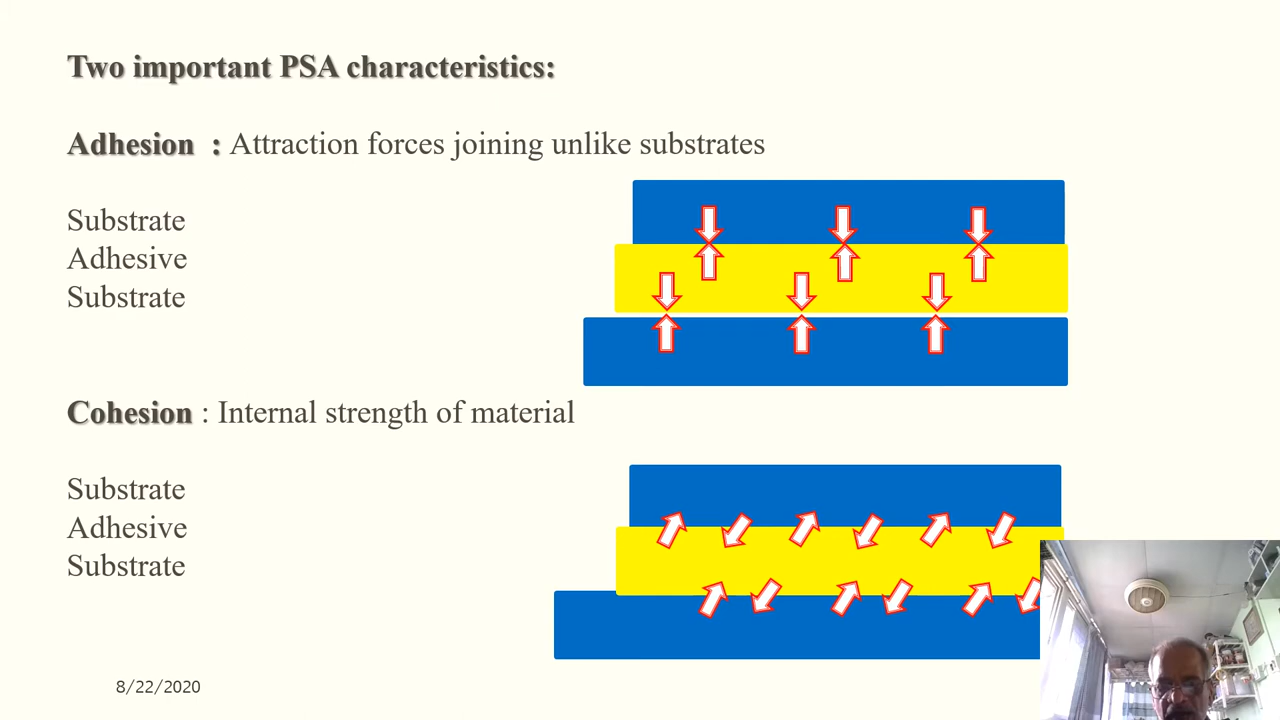 Two important PSA characteristics:
Adhesion : Attraction forces joining unlike substrates
Substrate
Adhesive
Substrate
Cohesion : Internal strength of material
Substrate
Adhesive
Substrate
8/22/2020